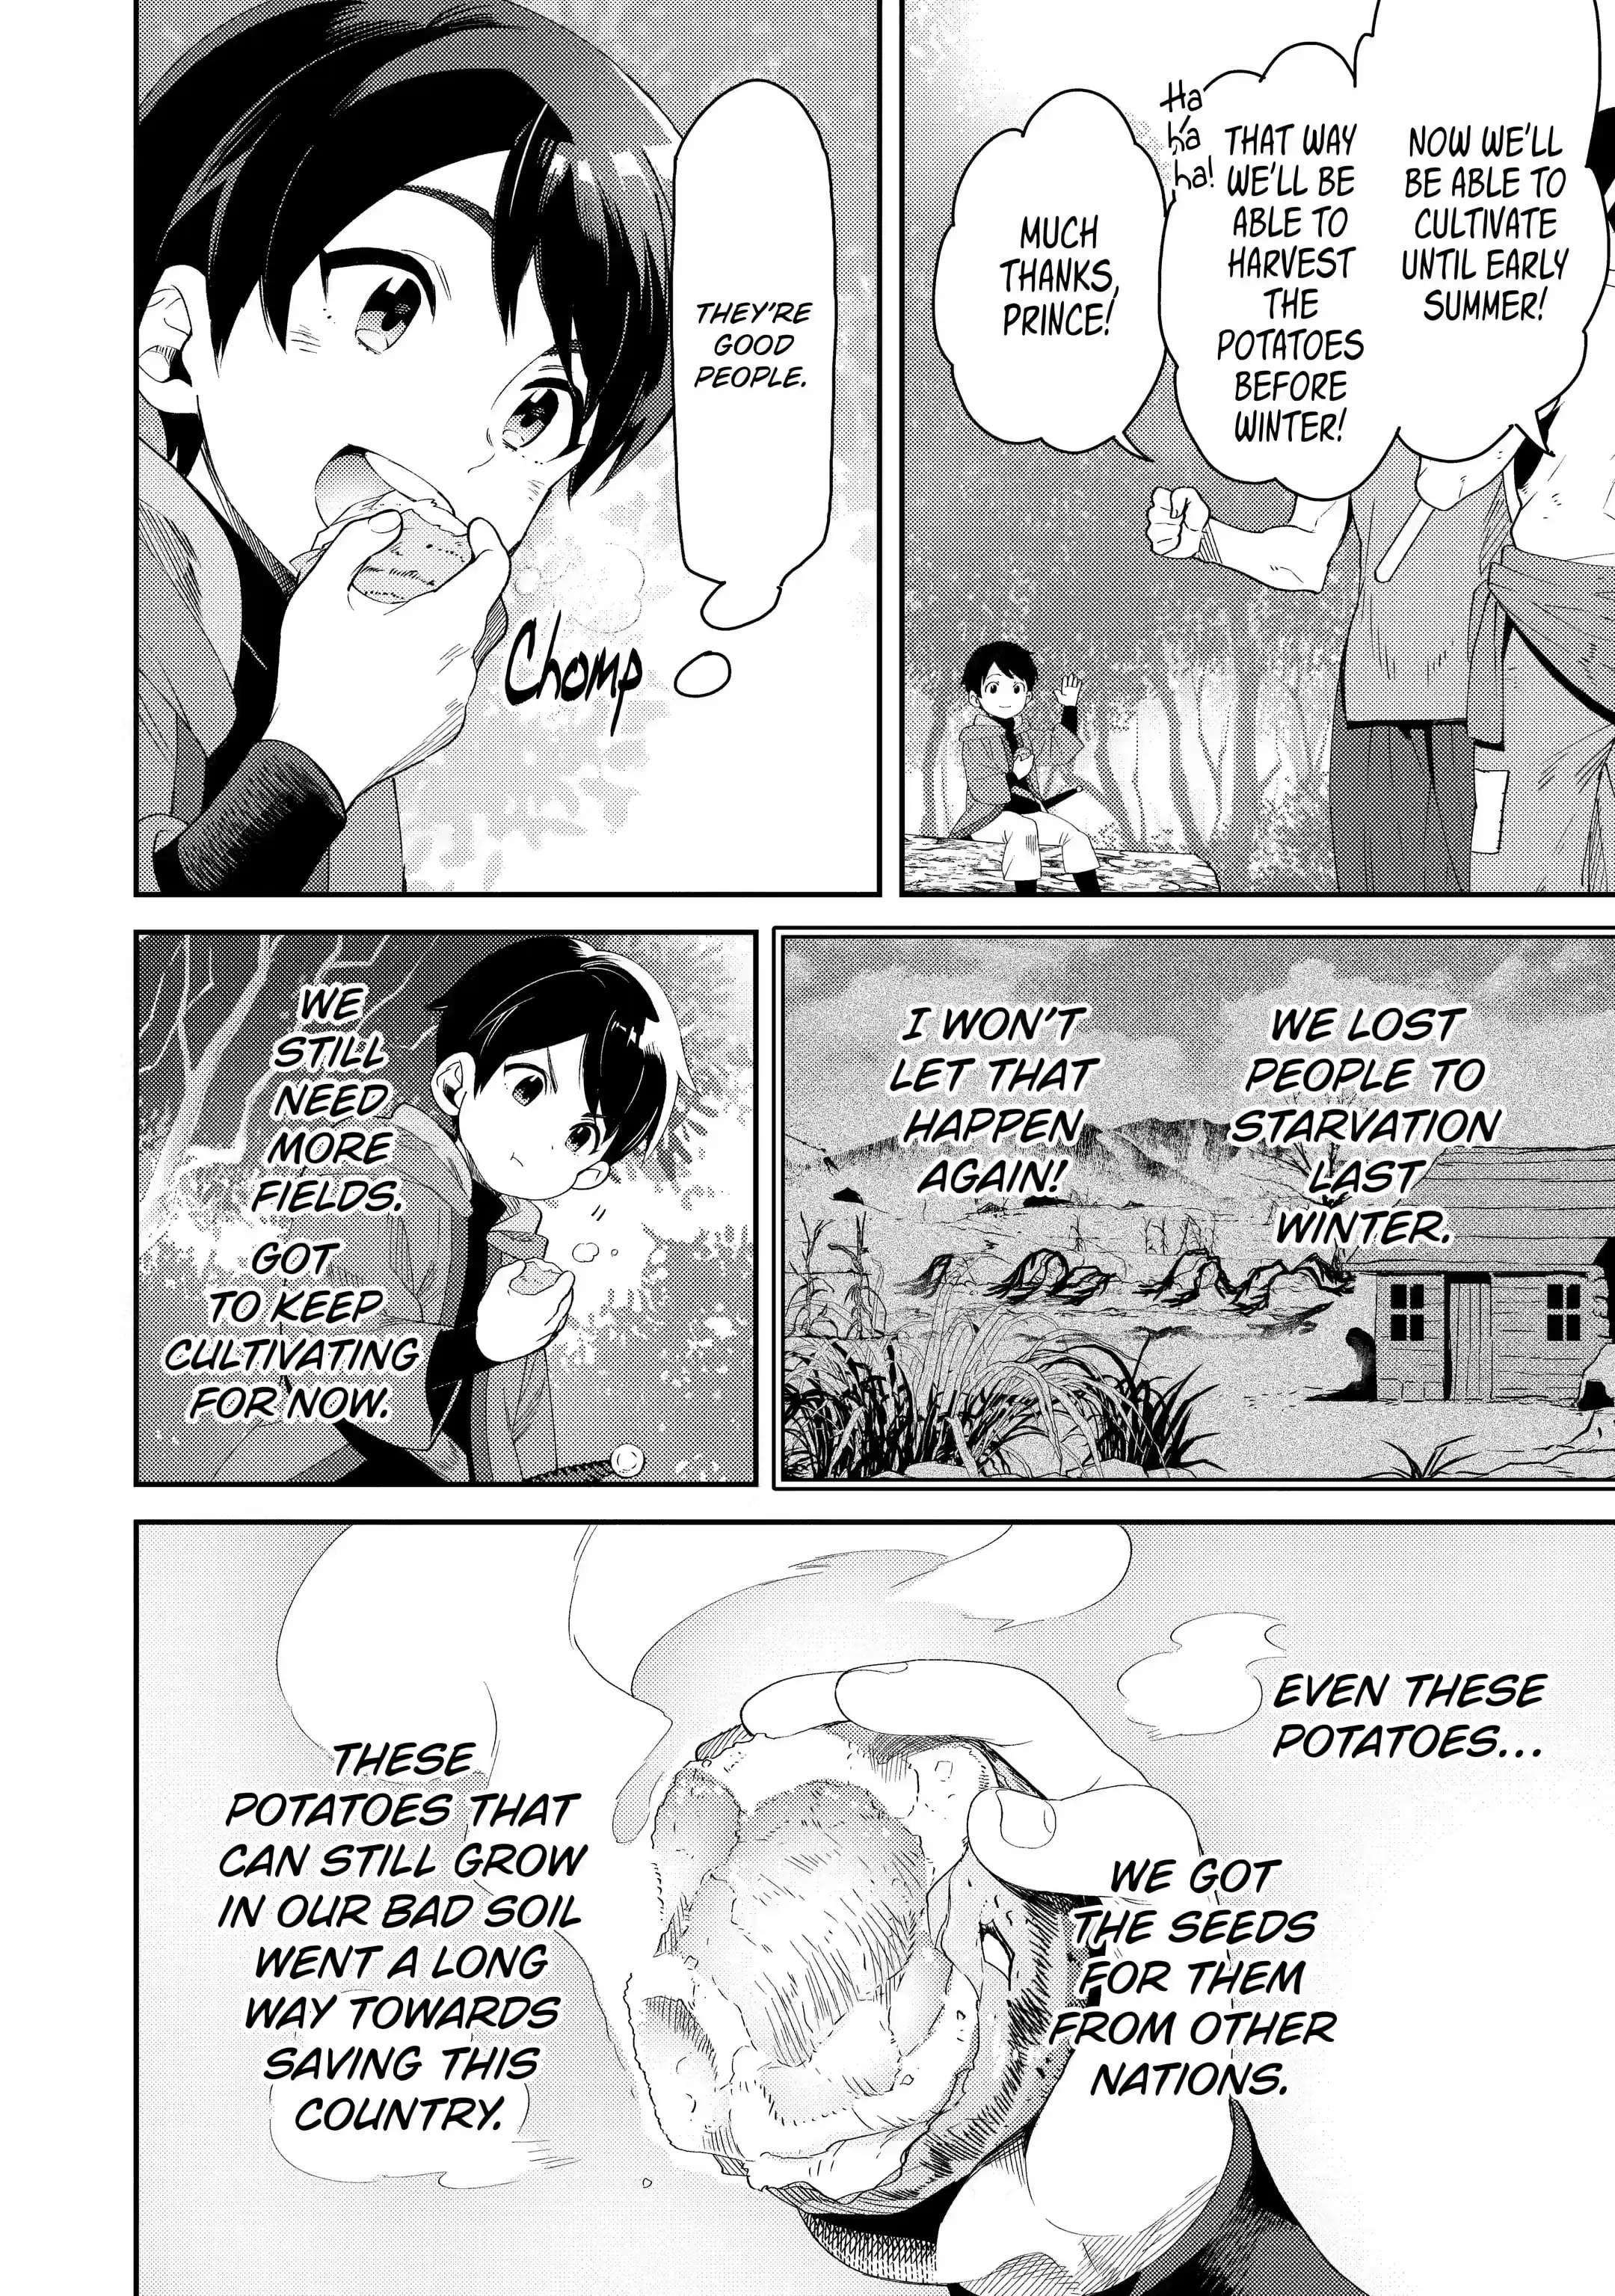 NOW WE'LL
BE ABLE TO
CULTIVATE
UNTIL EARLY
SUMMER!
THAT WAY
WE'LL BE
ABLE TO
HARVEST
THE
POTATOES
BEFORE
WINTER!
Ha
ha
ha!
MUCH
THANKS,
PRINCE!
THEY'RE
GOOD
PEOPLE.
Chomp
WE LOST
PEOPLE TO
STARVATION
LAST
WINTER.
I WON'T
LET THAT
HAPPEN
AGAIN!
WE
STILL
NEED
MORE
FIELDS.
GOT
TO KEEP
CULTIVATING
FOR NOW.
EVEN THESE
POTATOES...
WE GOT
THE SEEDS
FOR THEM
FROM OTHER
NATIONS.
THESE
POTATOES THAT
CAN STILL GROW
IN OUR BAD SOIL
WENT A LONG
WAY TOWARDS
SAVING THIS
COUNTRY.